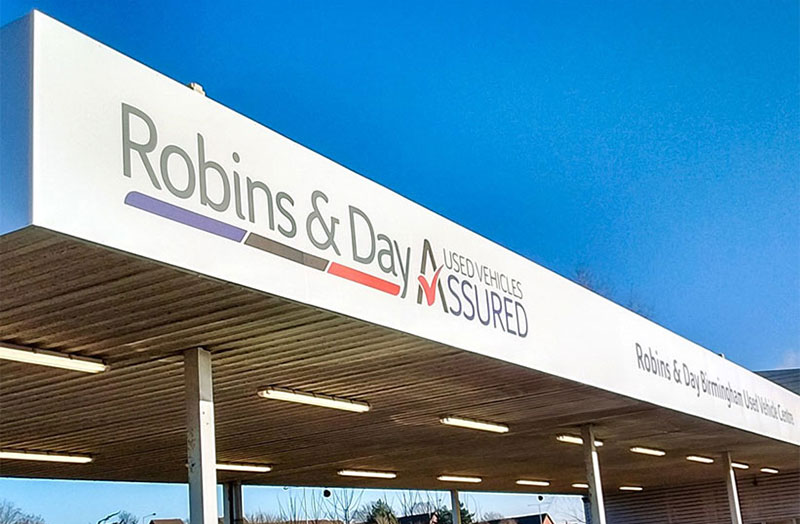 Robins & Day
USED VEHICLES
ASSURED
Robins & Day Birmingham Used Vehicle Centre